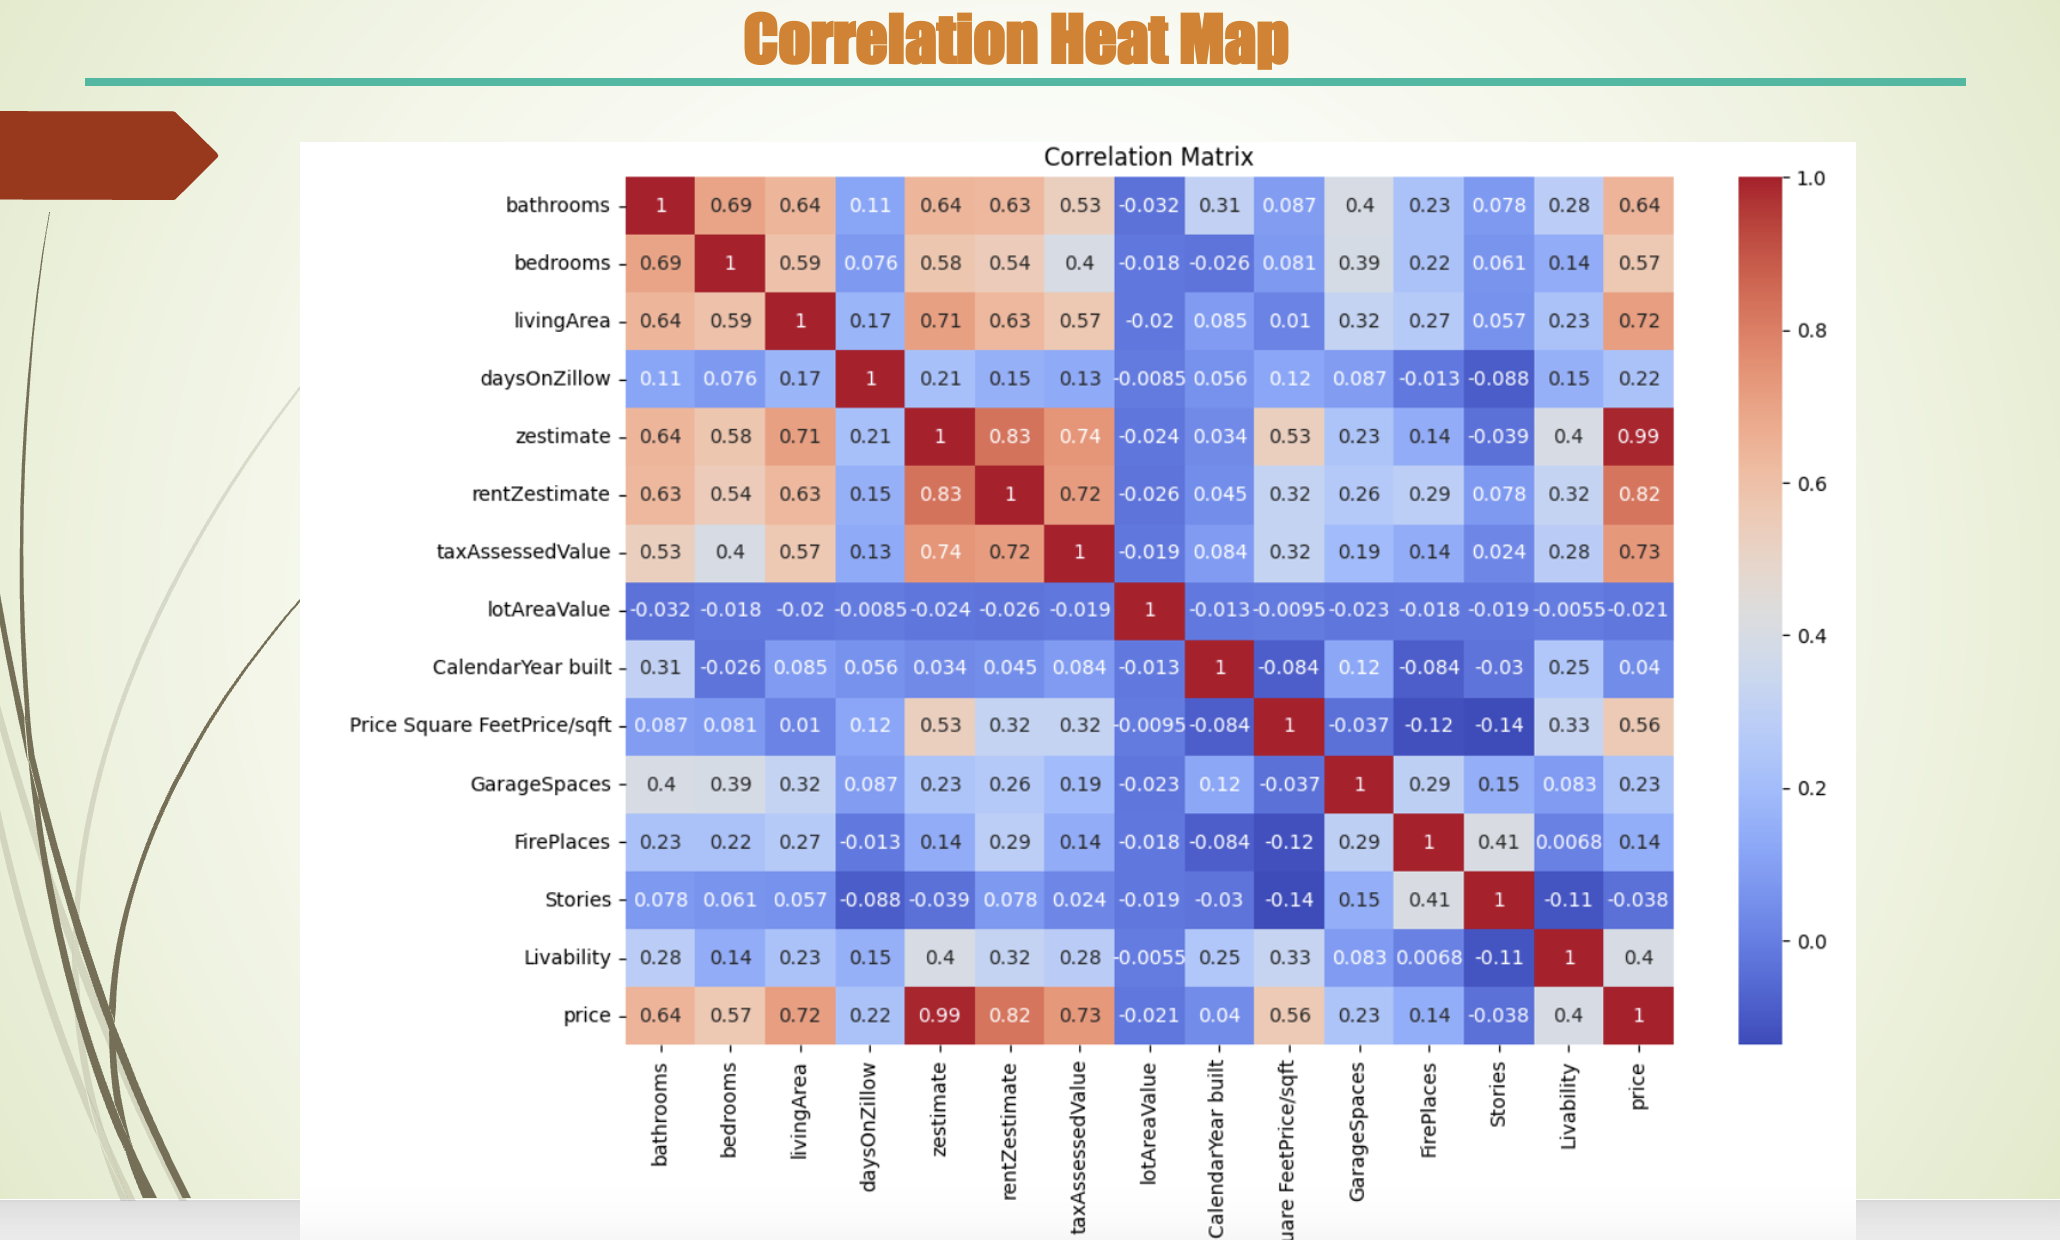 Correlation Heat Map
Correlation Matrix
bathrooms 1 0.69 0.64 0.11 0.64 0.63 0.53 -0.032 0.31 0.087 0.4 0.23 0.078 0.28 0.64
bedrooms 0.69 1 0.59 0.076 0.58 0.54 0.4 -0.018 -0.026 0.081 0.39 0.22 0.061 0.14 0.57
livingArea 0.64 0.59 1 0.17 0.71 0.63 0.57 -0.02 0.085 0.01 0.32 0.27 0.057 0.23 0.72
daysOnZillow 0.11 0.076 0.17 1 0.21 0.15 0.13 -0.0085 0.056 0.12 0.087 -0.013 -0.088 0.15 0.22
zestimate 0.64 0.58 0.71 0.21 1 0.83 0.74 -0.024 0.034 0.53 0.23 0.14 -0.039 0.4 0.99
rentZestimate 0.63 0.54 0.63 0.15 0.83 1 0.72 -0.026 0.045 0.32 0.26 0.29 0.078 0.32 0.82
taxAssessedValue 0.53 0.4 0.57 0.13 0.74 0.72 1 -0.019 0.084 0.32 0.19 0.14 0.024 0.28 0.73
lotAreaValue -0.032 -0.018 -0.02 -0.0085 -0.024 -0.026 -0.019 1 -0.013 -0.0095 -0.023 -0.018 -0.019 -0.0055 -0.021
CalendarYear built 0.31 -0.026 0.085 0.056 0.034 0.045 0.084 -0.013 1 -0.084 0.12 -0.084 -0.03 0.25 0.04
Price Square FeetPrice/sqft 0.087 0.081 0.01 0.12 0.53 0.32 0.32 -0.0095 -0.084 1 -0.037 -0.12 -0.14 0.33 0.56
GarageSpaces 0.4 0.39 0.32 0.087 0.23 0.26 0.19 -0.023 0.12 -0.037 1 0.29 0.15 0.083 0.23
FirePlaces 0.23 0.22 0.27 -0.013 0.14 0.29 0.14 -0.018 -0.084 -0.12 0.29 1 0.41 0.0068 0.14
Stories 0.078 0.061 0.057 -0.088 -0.039 0.078 0.024 -0.019 -0.03 -0.14 0.15 0.41 1 -0.11 -0.038
Livability 0.28 0.14 0.23 0.15 0.4 0.32 0.28 -0.0055 0.25 0.33 0.083 0.0068 -0.11 1 0.4
price 0.64 0.57 0.72 0.22 0.99 0.82 0.73 -0.021 0.04 0.56 0.23 0.14 -0.038 0.4 1
bathrooms
bedrooms
livingArea
daysOnZillow
zestimate
rentZestimate
taxAssessedValue
lotAreaValue
CalendarYear built
uare FeetPrice/sqft
GarageSpaces
FirePlaces
Stories
Livability
price
1.0
0.8
0.6
0.4
0.2
0.0